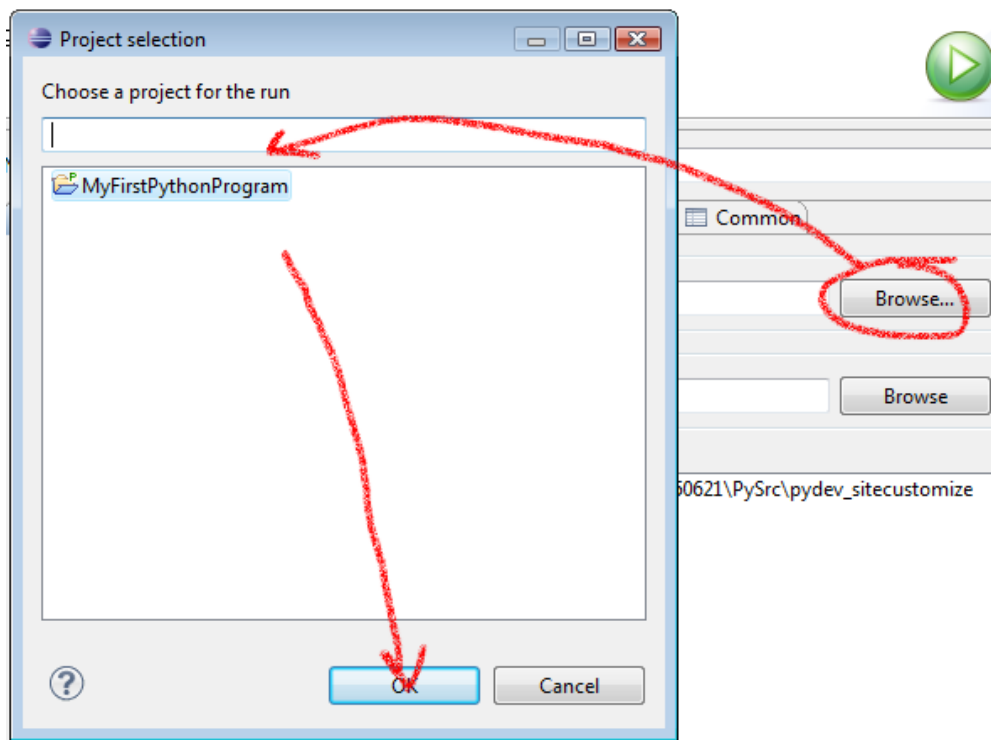 Project selection
Choose a project for the run
MyFirstPythonProgram
Common
Browse...
Browse
60621\PySrc\pydev_sitecustomize
OK
Cancel